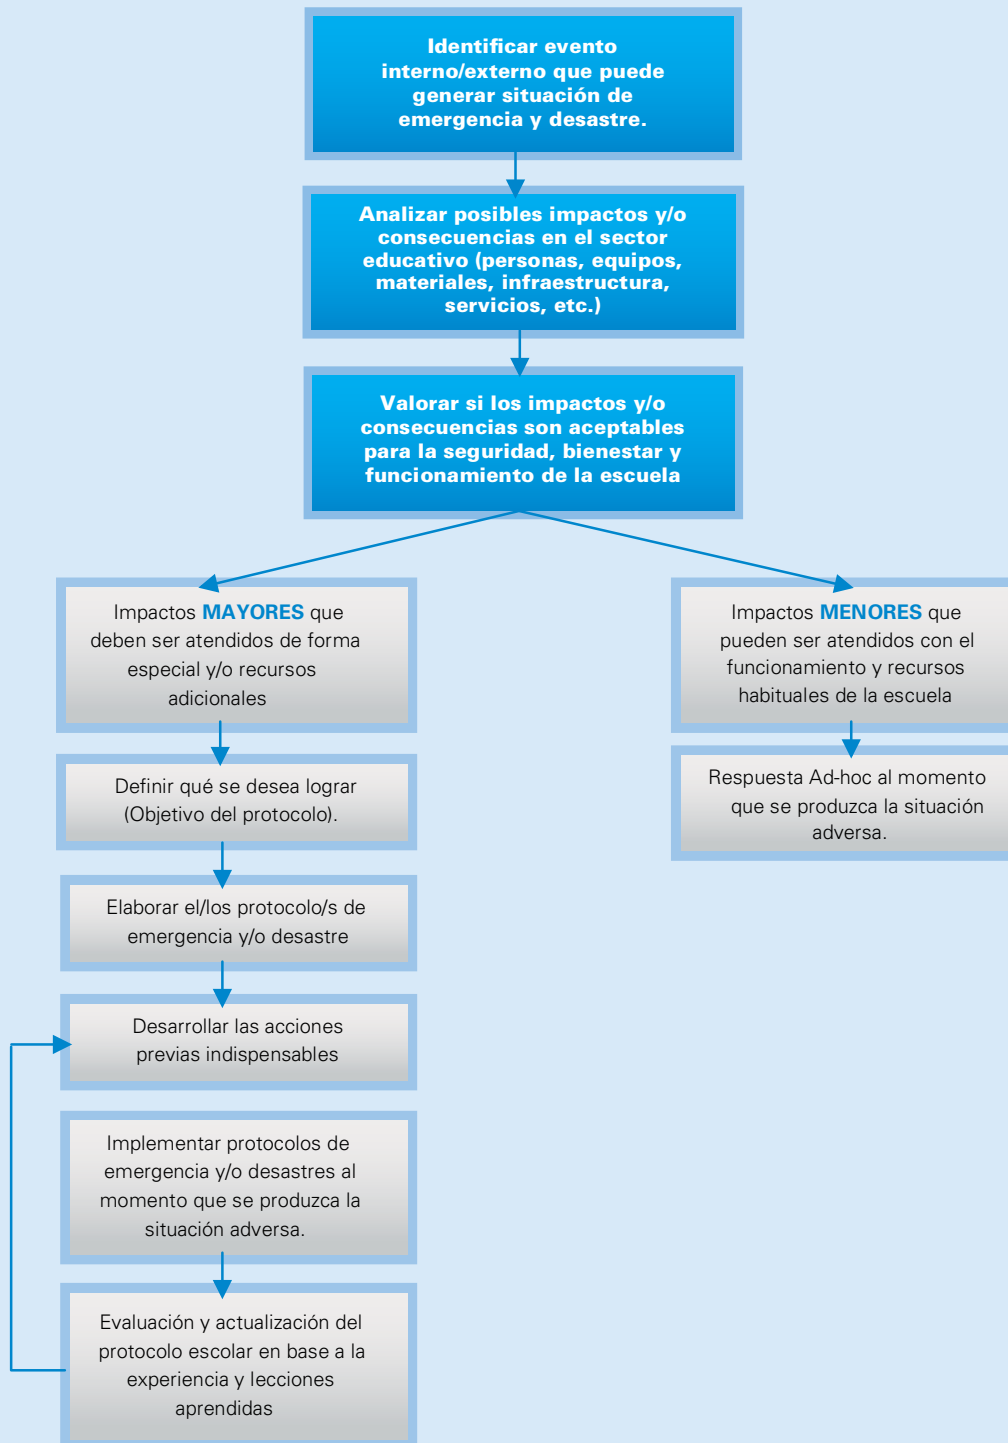 Identificar evento
interno/externo que puede
generar situación de
emergencia y desastre.
Analizar posibles impactos y/o
consecuencias en el sector
educativo (personas, equipos,
materiales, infraestructura,
servicios, etc.)
Valorar si los impactos y/o
consecuencias son aceptables
para la seguridad, bienestar y
funcionamiento de la escuela
Impactos MAYORES que
deben ser atendidos de forma
especial y/o recursos
adicionales
Impactos MENORES que
pueden ser atendidos con el
funcionamiento y recursos
habituales de la escuela
Definir qué se desea lograr
(Objetivo del protocolo).
Respuesta Ad-hoc al momento
que se produzca la situación
adversa.
Elaborar el/los protocolo/s de
emergencia y/o desastre
Desarrollar las acciones
previas indispensables
Implementar protocolos de
emergencia y/o desastres al
momento que se produzca la
situación adversa.
Evaluación y actualización del
protocolo escolar en base a la
experiencia y lecciones
aprendidas